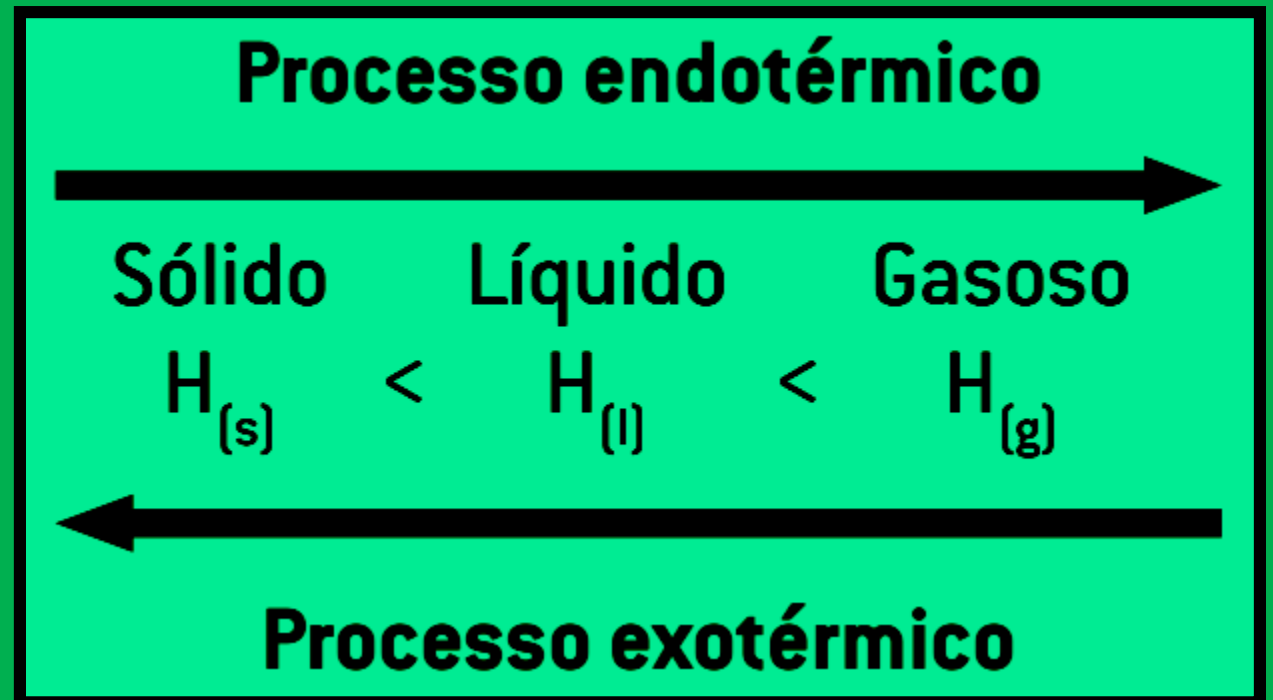 Processo endotérmico
Sólido Líquido Gasoso
H(s) < H(l) < H(g)
Processo exotérmico